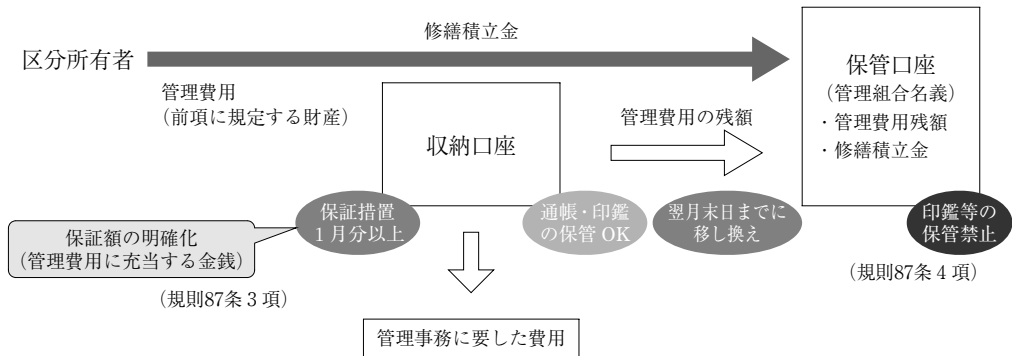 修繕積立金
区分所有者
管理費用
(前項に規定する財産)
収納口座
管理費用の残額
保管口座
(管理組合名義)
・管理費用残額
・修繕積立金
保証措置
1月分以上
通帳・印鑑
の保管 OK
翌月末日までに
移し換え
印鑑等の
保管禁止
保証額の明確化
(管理費用に充当する金銭)
(規則87条3項)
(規則87条4項)
管理事務に要した費用